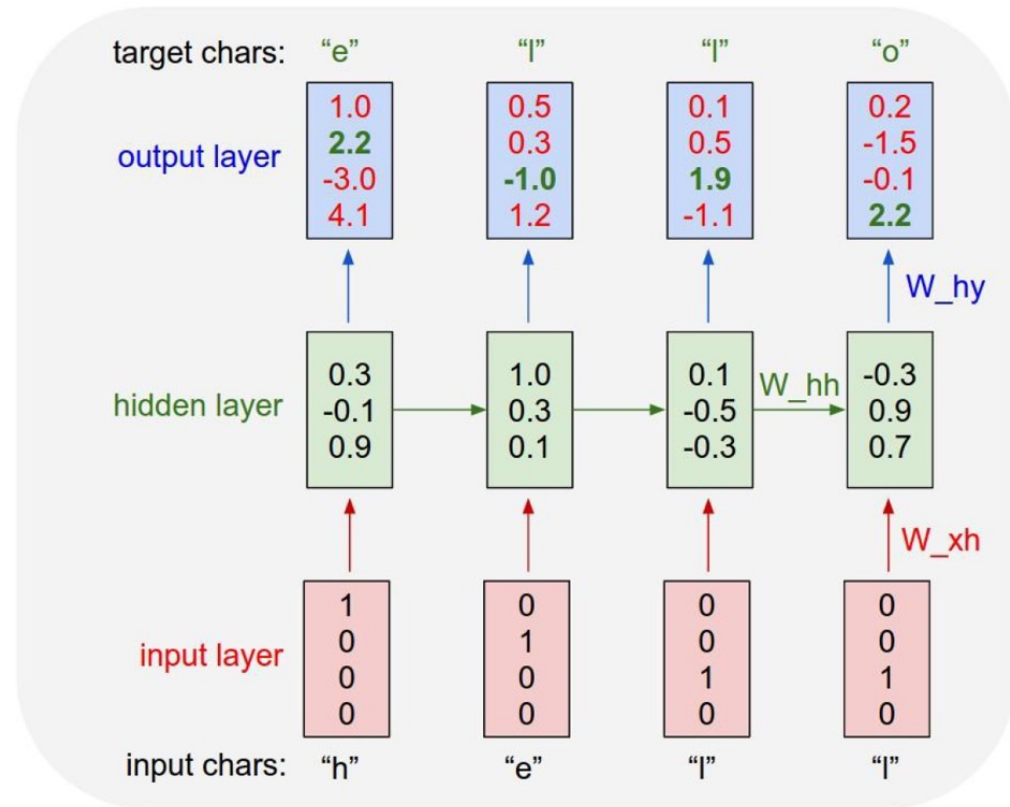 target chars: “e” “l” “l” “o”
1.0 0.5 0.1 0.2
2.2 0.3 0.5 -1.5
output layer
-3.0 -1.0 1.9 -0.1
4.1 1.2 -1.1 2.2
W_hy
0.3 1.0 0.1 W_hh -0.3
hidden layer -0.1 0.3 -0.5 0.9
0.9 0.1 -0.3 0.7
W_xh
1 0 0 0
0 1 0 0
input layer
0 0 1 1
0 0 0 0
input chars: “h” “e” “l” “l”